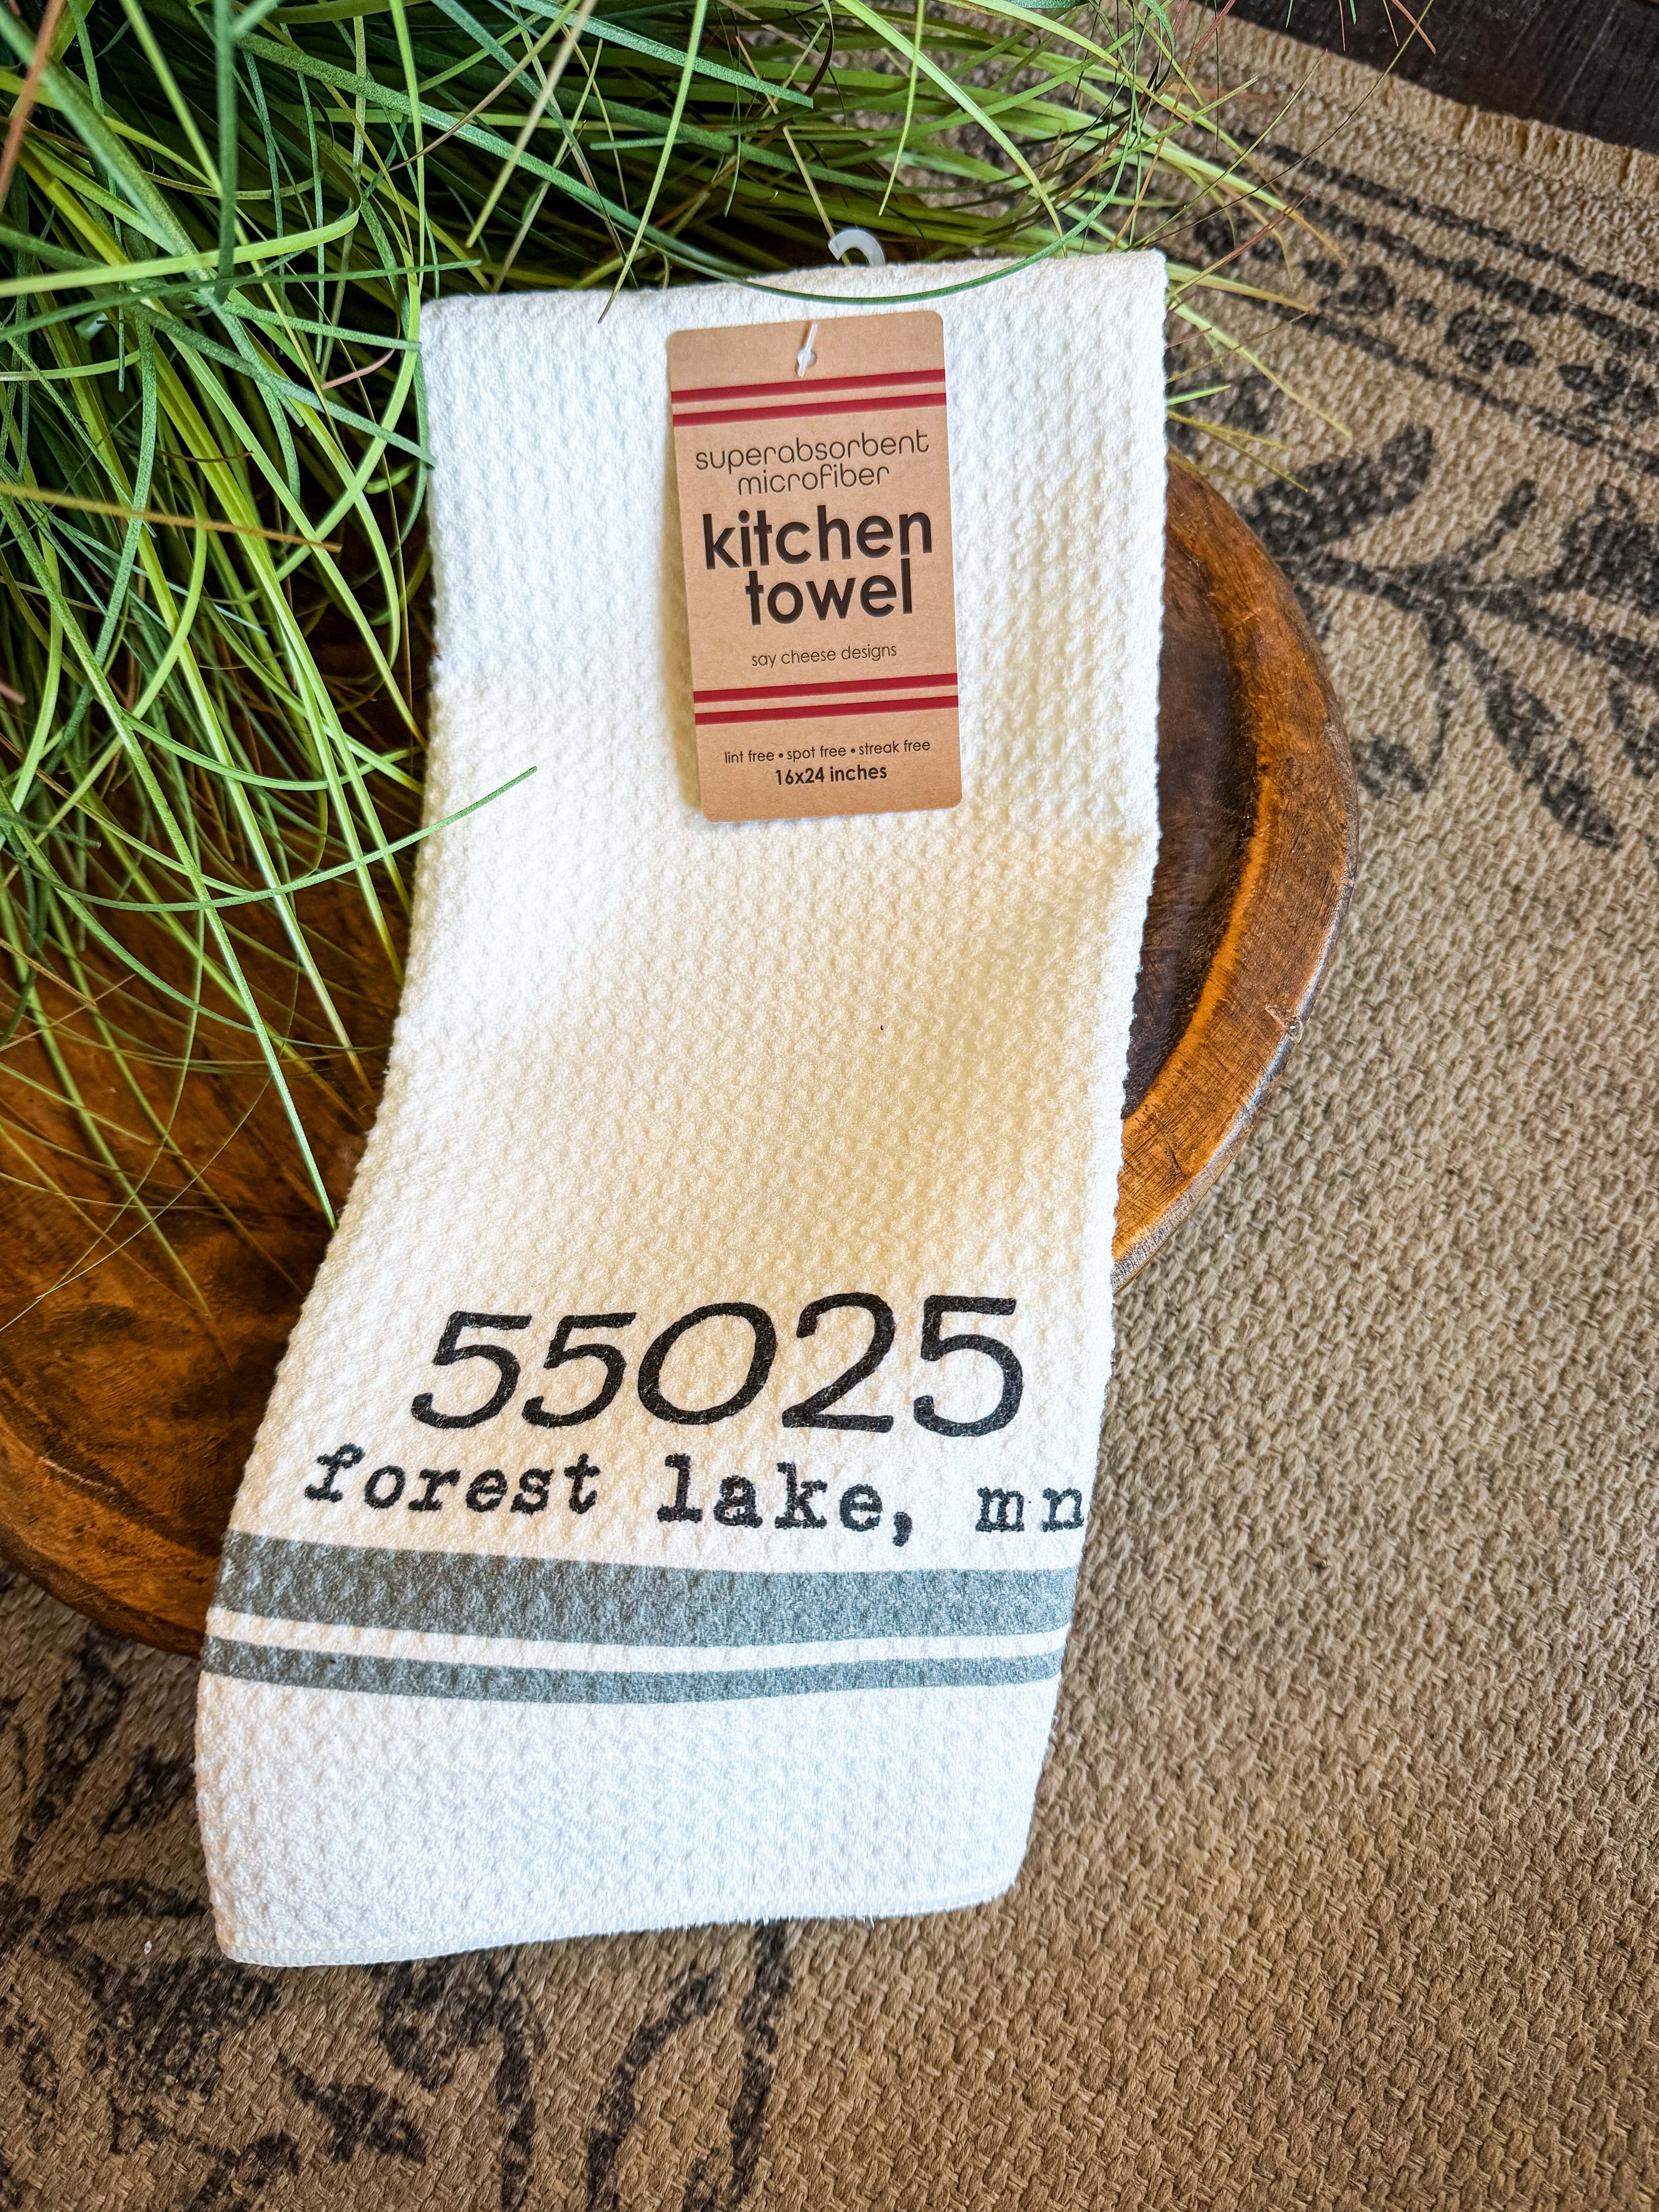 superabsorbent
microfiber
kitchen
towel
say cheese designs
lint free • spot free • streak free
16x24 inches
55025
forest lake, mn